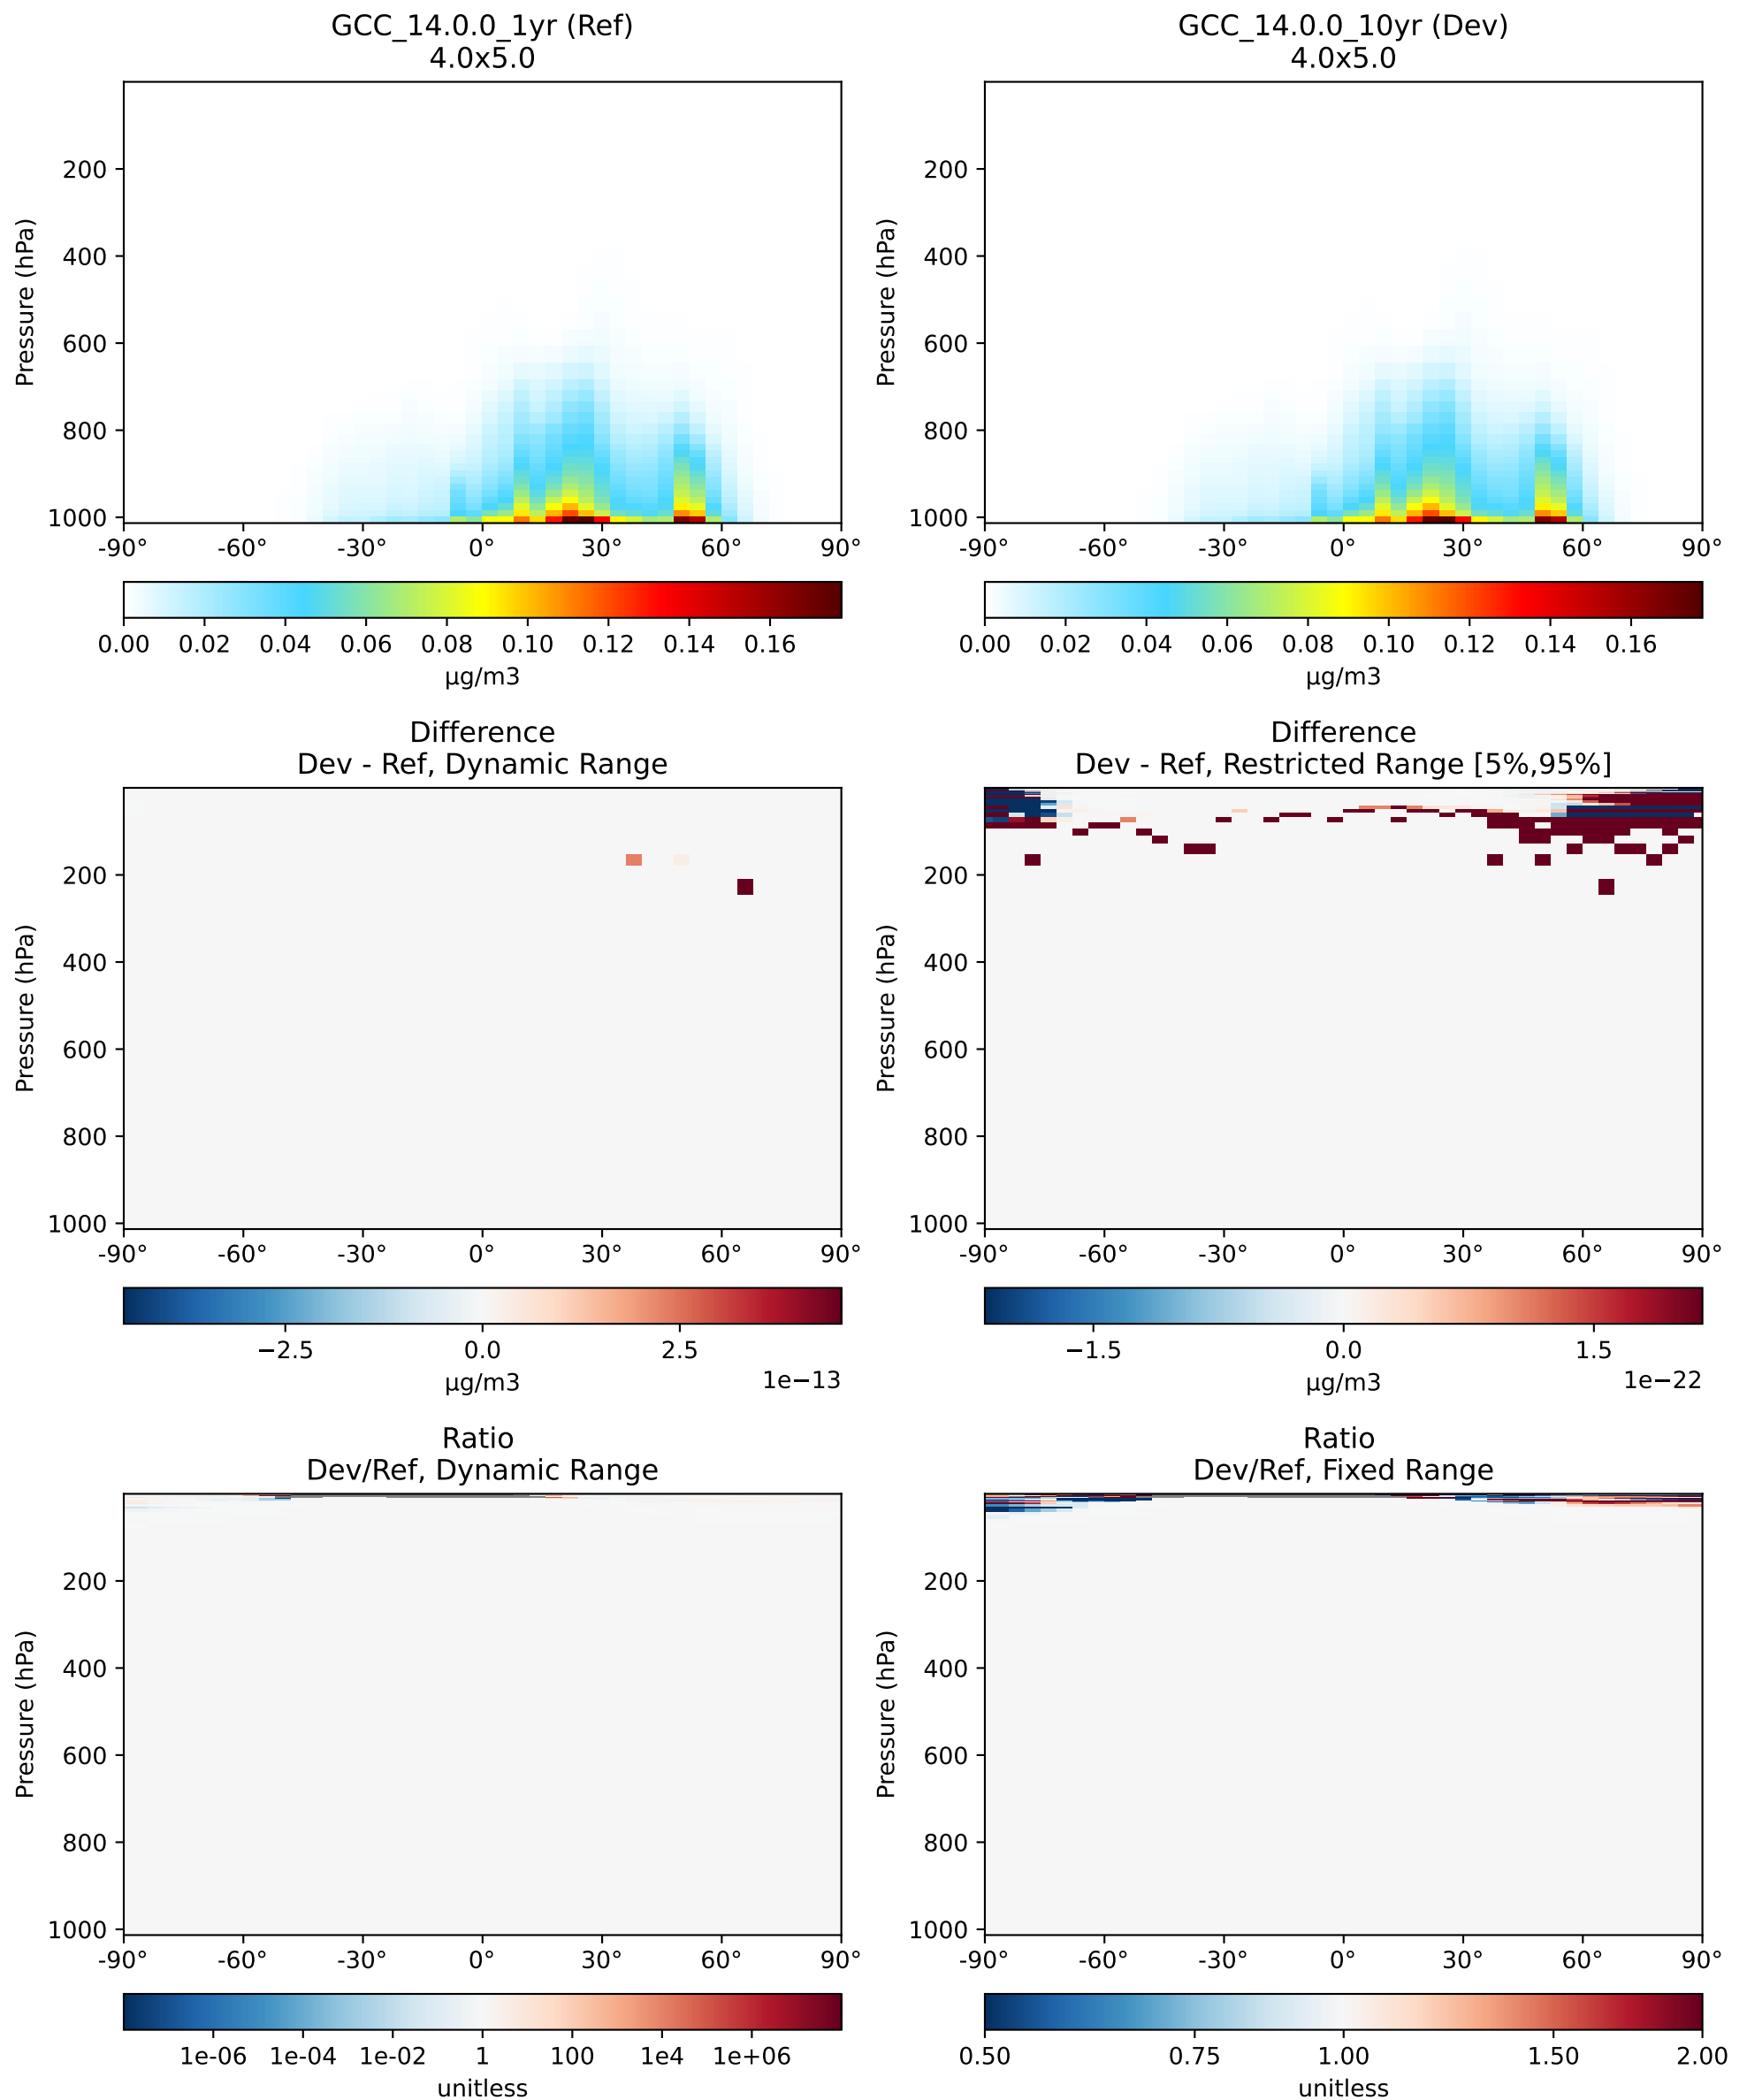 GCC_14.0.0_1yr (Ref)
4.0x5.0
Pressure (hPa)
200
400
600
800
1000
-90° -60° -30° 0° 30° 60° 90°
0.00 0.02 0.04 0.06 0.08 0.10 0.12 0.14 0.16
µg/m3
GCC_14.0.0_10yr (Dev)
4.0x5.0
Pressure (hPa)
200
400
600
800
1000
-90° -60° -30° 0° 30° 60° 90°
0.00 0.02 0.04 0.06 0.08 0.10 0.12 0.14 0.16
µg/m3
Difference
Dev - Ref, Dynamic Range
Pressure (hPa)
200
400
600
800
1000
-90° -60° -30° 0° 30° 60° 90°
−2.5 0.0 2.5
µg/m3 1e−13
Difference
Dev - Ref, Restricted Range [5%,95%]
Pressure (hPa)
200
400
600
800
1000
-90° -60° -30° 0° 30° 60° 90°
−1.5 0.0 1.5
µg/m3 1e−22
Ratio
Dev/Ref, Dynamic Range
Pressure (hPa)
200
400
600
800
1000
-90° -60° -30° 0° 30° 60° 90°
1e-06 1e-04 1e-02 1 100 1e+4 1e+06
unitless
Ratio
Dev/Ref, Fixed Range
Pressure (hPa)
200
400
600
800
1000
-90° -60° -30° 0° 30° 60° 90°
0.50 0.75 1.00 1.50 2.00
unitless